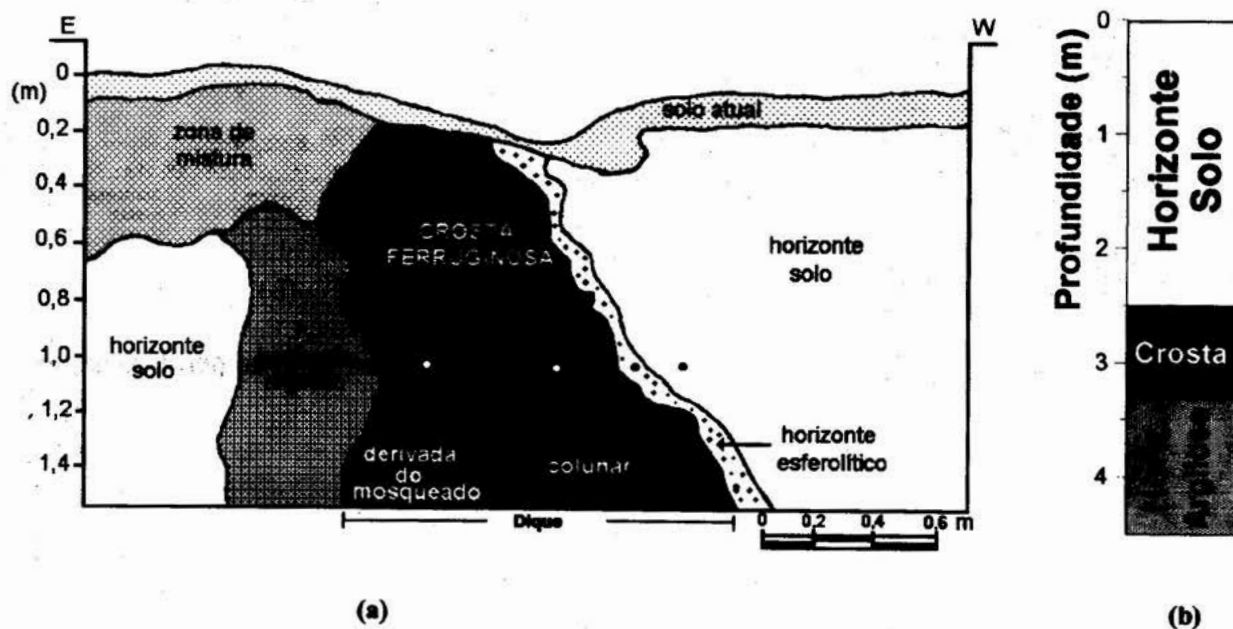 E
W
0
(m)
0,2
0,4
0,6
0,8
1,0
1,2
1,4
zona de
mistura
solo atual
CROSTA
FERRUGINOSA
horizonte
solo
horizonte
solo
derivada
do
mosqueado
colunar
horizonte
esferolítico
Dique
0 0,2 0,4 0,6 m
(a)
Profundidade (m)
0
1
2
3
4
Horizonte
Solo
Crosta
Argilosa
(b)